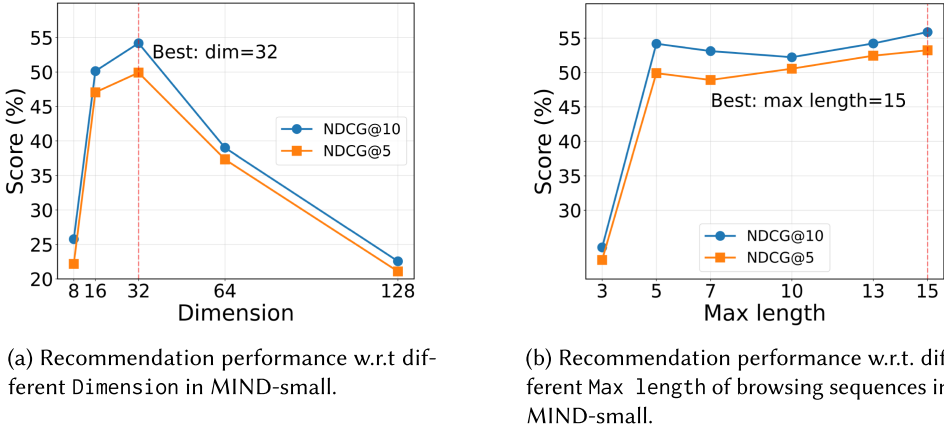 55
50
45
40
35
30
25
20
Score (%)
Best: dim=32
NDCG@10
NDCG@5
8 16 32 64 128
Dimension
(a) Recommendation performance w.r.t dif-
ferent Dimension in MIND-small.
55
50
45
40
35
30
Score (%)
Best: max length=15
NDCG@10
NDCG@5
3 5 7 10 13 15
Max length
(b) Recommendation performance w.r.t. dif
ferent Max length of browsing sequences in
MIND-small.